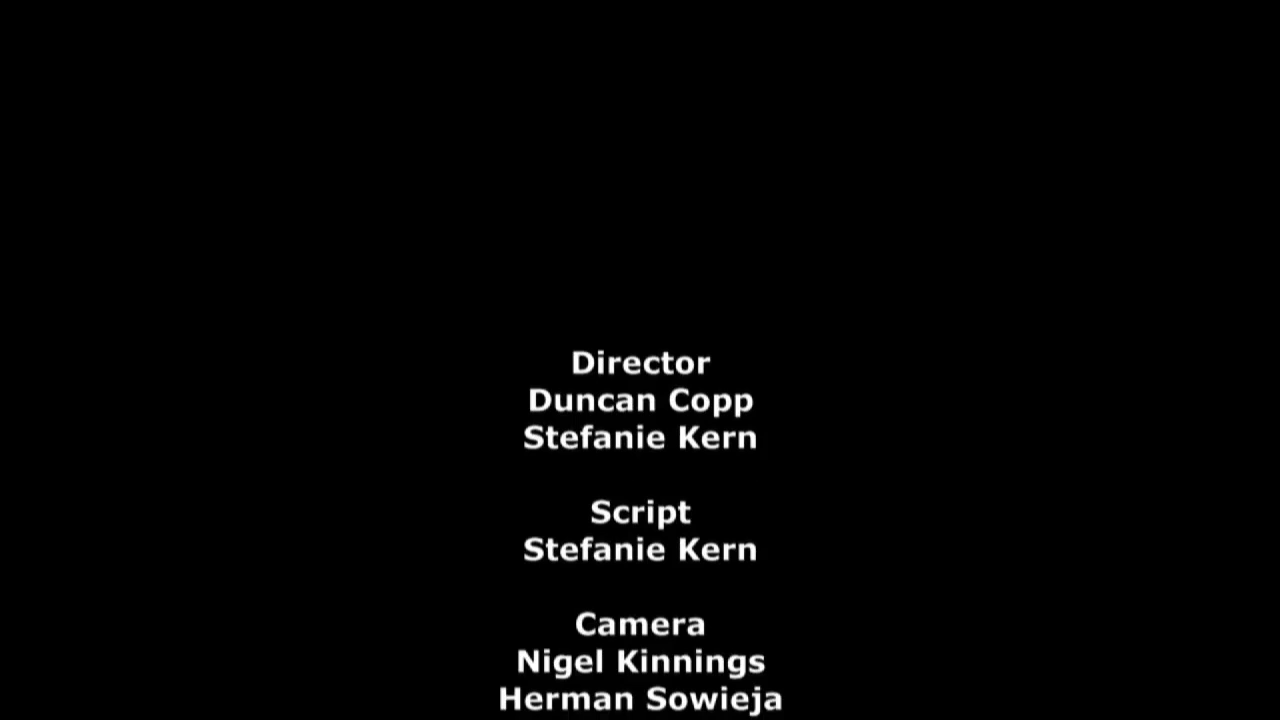 Director
Duncan Copp
Stefanie Kern
Script
Stefanie Kern
Camera
Nigel Kinnings
Herman Sowieja